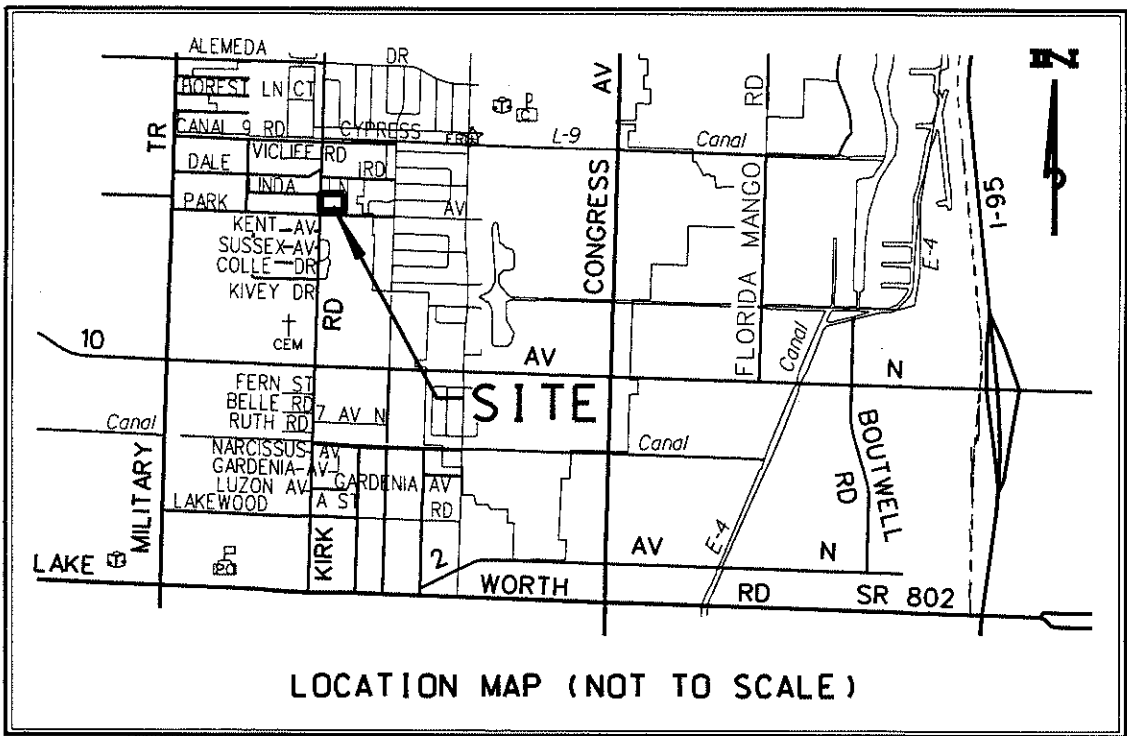 ALEMEDA
DR
N
FOREST LN CT
P
C
AV
RD
CANAL 9 RD
CYPRESS
L-9
Canal
TR
DALE
VICLIFF RD
RD
INDA LN
PARK
AV
CONGRESS
FLORIDA MANGO
I-95
E-4
KENT AV
SUSSEX AV
COLLE DR
KIVEY DR
RD
CEM
10
AV
N
Canal
SITE
FERN ST
BELLE RD
RUTH RD
7 AV N
Canal
Canal
NARCISSUS AV
GARDENIA AV
GARDENIA AV
LUZON AV
LAKEWOOD
A ST
RD
BOUTWELL
RD
MILITARY
KIRK
2
AV
N
E-4
LAKE
PO
WORTH
RD
SR 802
LOCATION MAP (NOT TO SCALE)